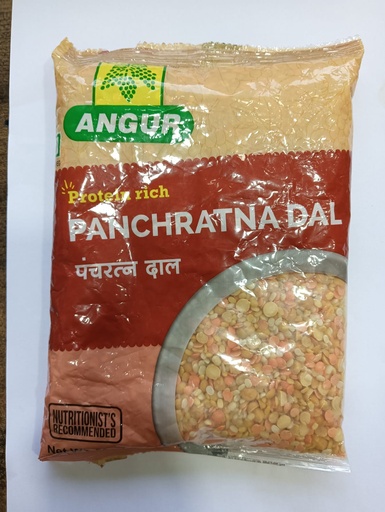 ANGUR
Protein rich
PANCHRATNA DAL
पंचरत्न दाल
NUTRITIONIST'S
RECOMMENDED